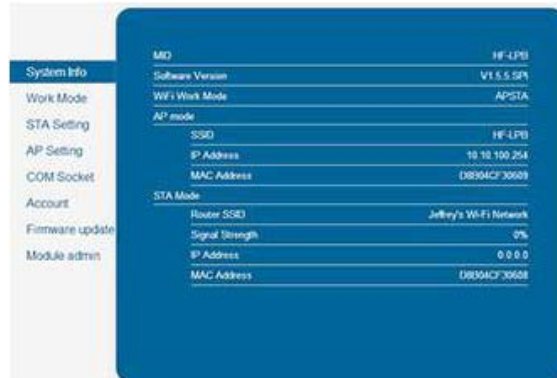 System Info
Work Mode
STA Setting
AP Setting
COM Socket
Account
Firmware update
Module admin
MID HF-LPB
Software Version V1.5.5.SPI
WiFi Work Mode APSTA
AP mode
SSID HF-LPB
IP Address 10.10.100.254
MAC Address D8B04CF30609
STA Mode
Router SSID Jeffrey's Wi-Fi Network
Signal Strength 0%
IP Address 0.0.0.0
MAC Address D8B04CF30608